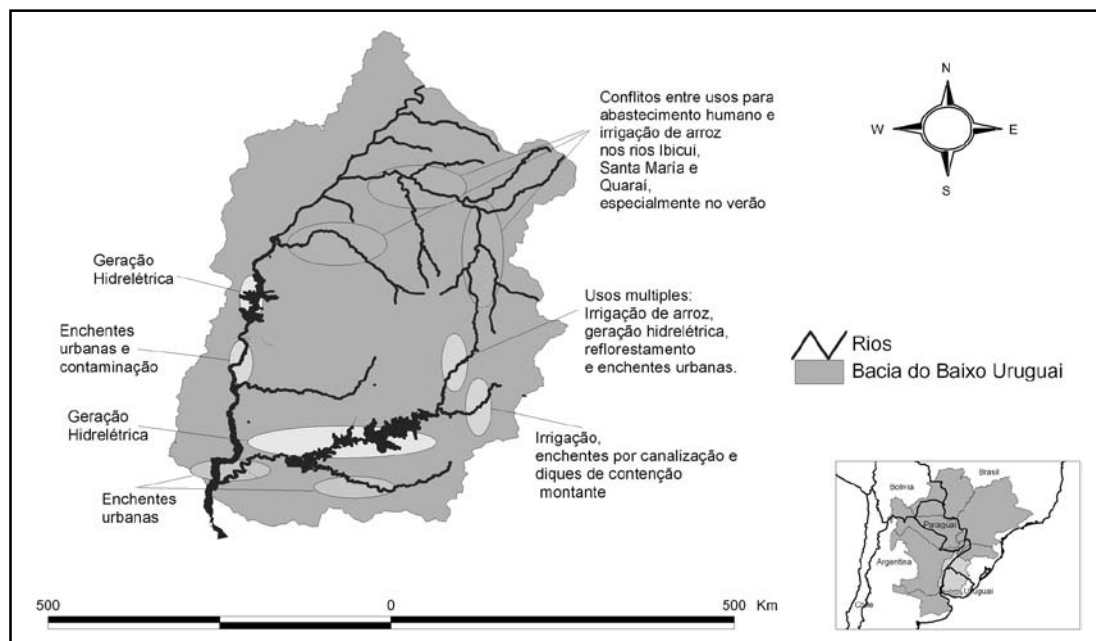 Conflitos entre usos para
abastecimento humano e
irrigação de arroz
nos rios Ibicui,
Santa María e
Quaraí,
especialmente no verão
N
W
E
S
Geração
Hidrelétrica
Enchentes
urbanas e
contaminação
Usos multiples:
Irrigação de arroz,
geração hidrelétrica,
reflorestamento
e enchentes urbanas.
Rios
Bacia do Baixo Uruguai
Geração
Hidrelétrica
Irrigação,
enchentes por canalização e
diques de contenção
montante
Enchentes
urbanas
Brasil
Bolivia
Paraguai
Argentina
Uruguai
Chile
500
0
500
Km